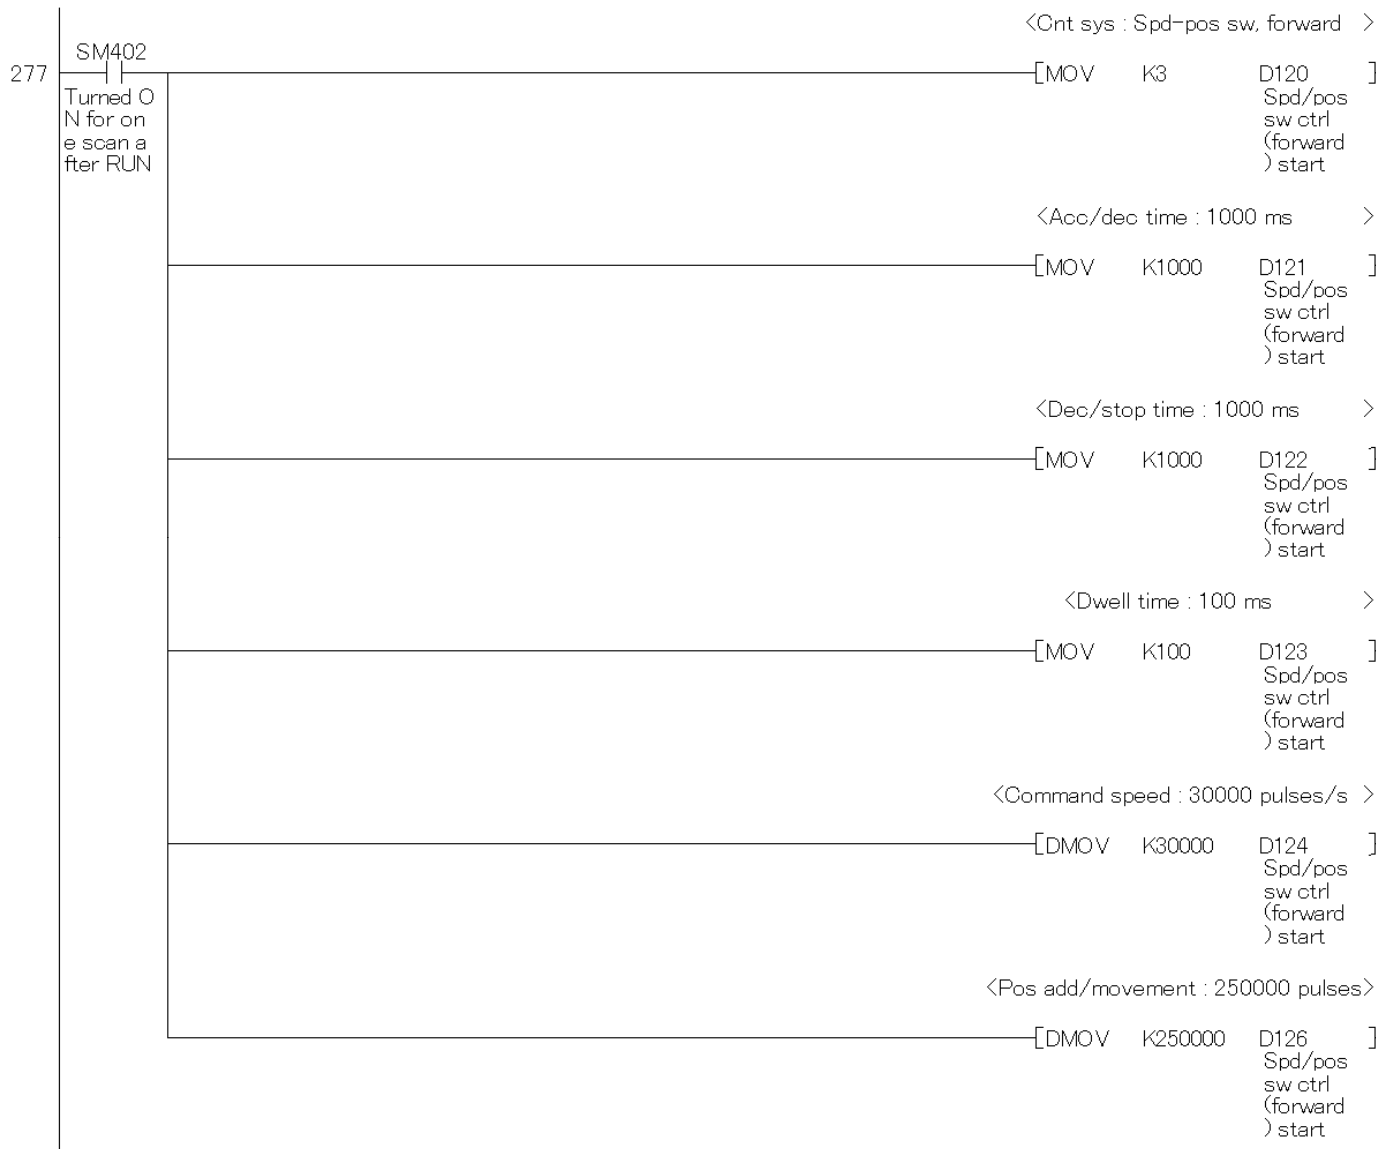 <Cnt sys : Spd-pos sw, forward >
SM402
277
[MOV K3 D120 ]
Turned O
N for on
e scan a
fter RUN
Spd/pos
sw ctrl
(forward
) start
<Acc/dec time : 1000 ms >
[MOV K1000 D121 ]
Spd/pos
sw ctrl
(forward
) start
<Dec/stop time : 1000 ms >
[MOV K1000 D122 ]
Spd/pos
sw ctrl
(forward
) start
<Dwell time : 100 ms >
[MOV K100 D123 ]
Spd/pos
sw ctrl
(forward
) start
<Command speed : 30000 pulses/s >
[DMOV K30000 D124 ]
Spd/pos
sw ctrl
(forward
) start
<Pos add/movement : 250000 pulses>
[DMOV K250000 D126 ]
Spd/pos
sw ctrl
(forward
) start